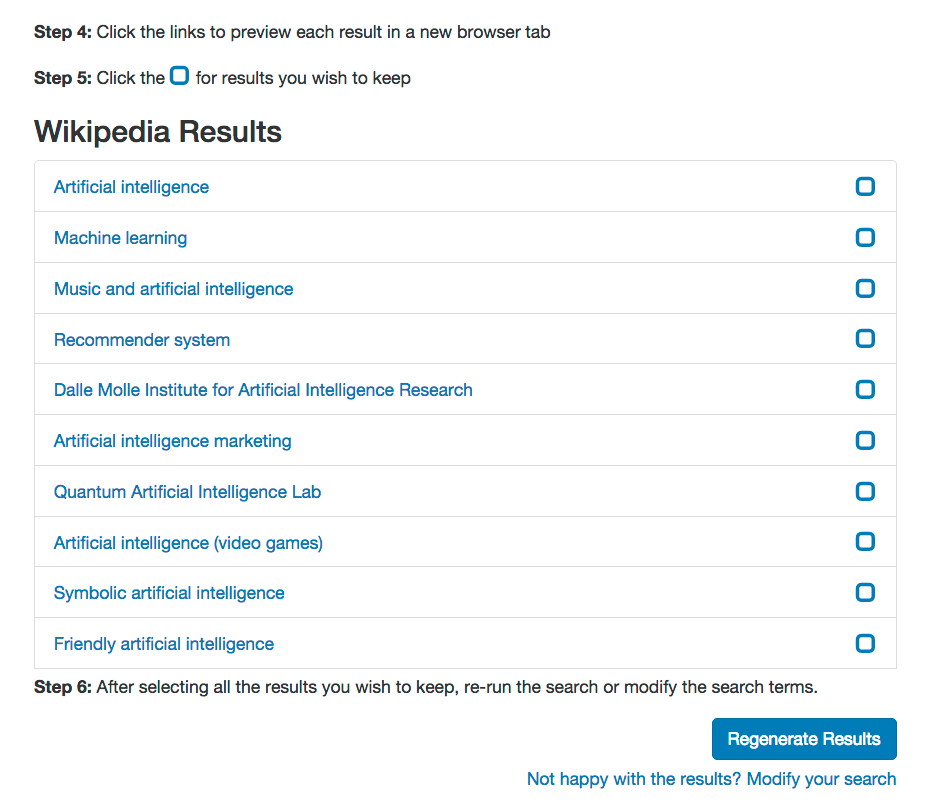 Step 4: Click the links to preview each result in a new browser tab
Step 5: Click the for results you wish to keep
Wikipedia Results
Artificial intelligence
Machine learning
Music and artificial intelligence
Recommender system
Dalle Molle Institute for Artificial Intelligence Research
Artificial intelligence marketing
Quantum Artificial Intelligence Lab
Artificial intelligence (video games)
Symbolic artificial intelligence
Friendly artificial intelligence
Step 6: After selecting all the results you wish to keep, re-run the search or modify the search terms.
Regenerate Results
Not happy with the results? Modify your search